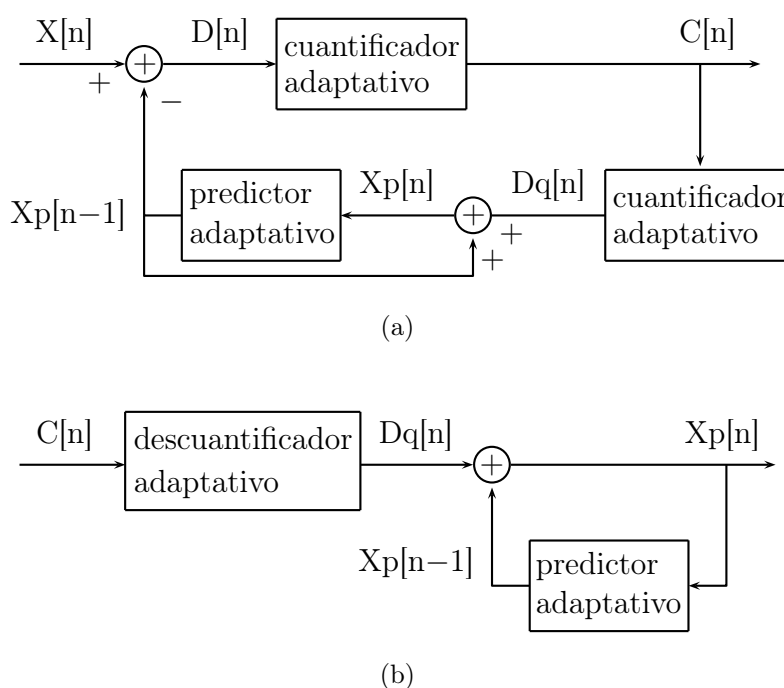 X[n]
D[n]
C[n]
+
+
−
cuantificador
adaptativo
Xp[n−1]
predictor
adaptativo
Xp[n]
+
+
+
Dq[n]
cuantificador
adaptativo
(a)
C[n]
descuantificador
adaptativo
Dq[n]
+
Xp[n]
Xp[n−1]
predictor
adaptativo
(b)